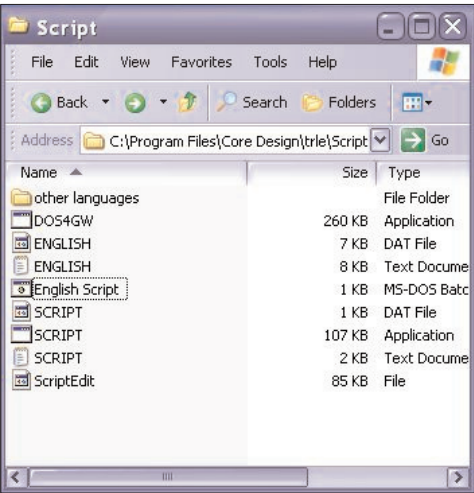 Script
File Edit View Favorites Tools Help
Back Search Folders
Address C:\Program Files\Core Design\trle\Script Go
Name Size Type
other languages File Folder
DOS4GW 260 KB Application
ENGLISH 7 KB DAT File
ENGLISH 8 KB Text Docume
English Script 1 KB MS-DOS Batc
SCRIPT 1 KB DAT File
SCRIPT 107 KB Application
SCRIPT 2 KB Text Docume
ScriptEdit 85 KB File